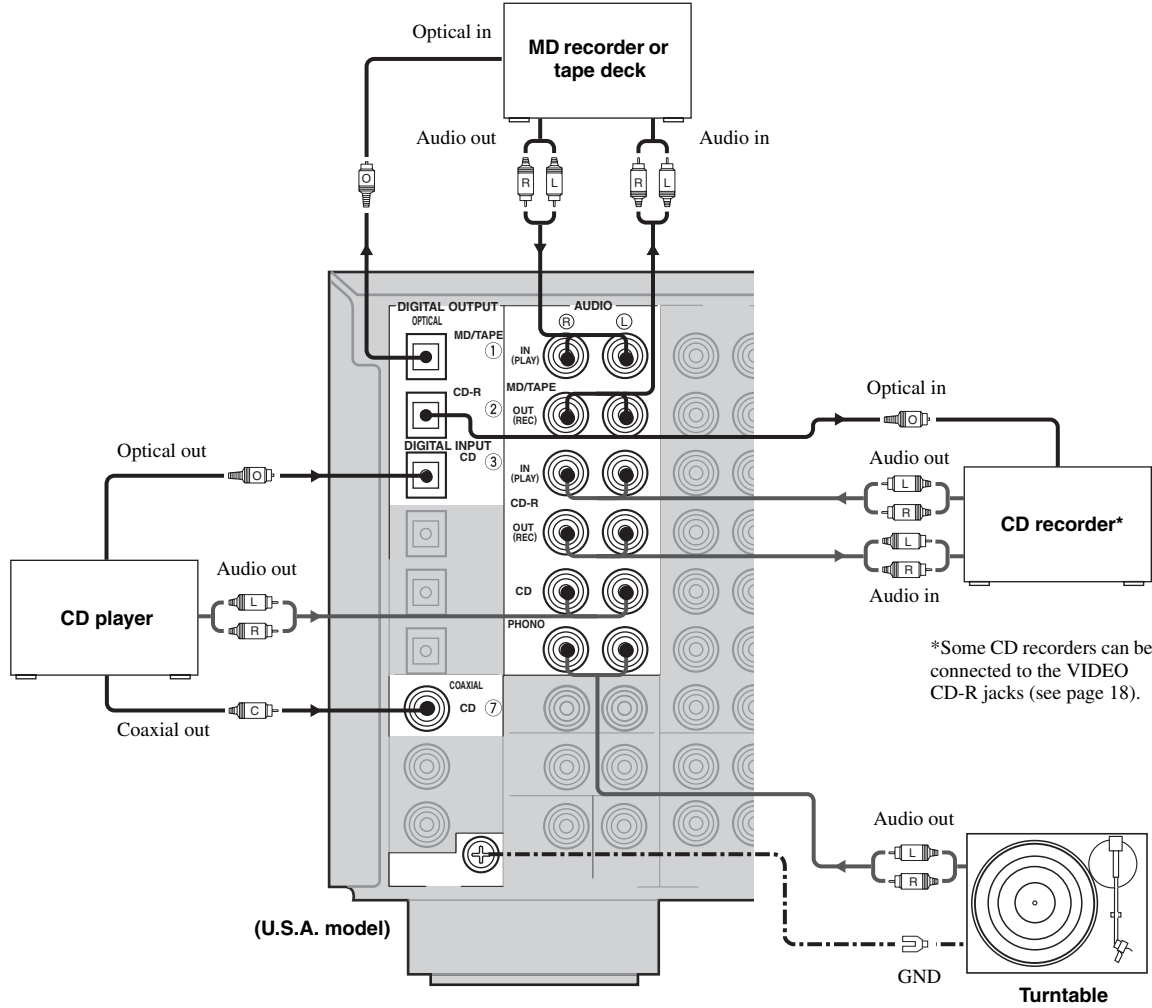 Optical in
MD recorder or
tape deck
Audio out
Audio in
O
R
L
R
L
DIGITAL OUTPUT
OPTICAL
AUDIO
R
L
MD/TAPE
①
IN
(PLAY)
MD/TAPE
CD-R
②
OUT
(REC)
Optical in
O
DIGITAL INPUT
CD
③
Optical out
O
IN
(PLAY)
CD-R
OUT
(REC)
Audio out
L
R
CD recorder*
L
R
Audio in
CD player
Audio out
L
R
CD
PHONO
*Some CD recorders can be
connected to the VIDEO
CD-R jacks (see page 18).
COAXIAL
CD
⑦
C
Coaxial out
Audio out
L
R
(U.S.A. model)
GND
Turntable